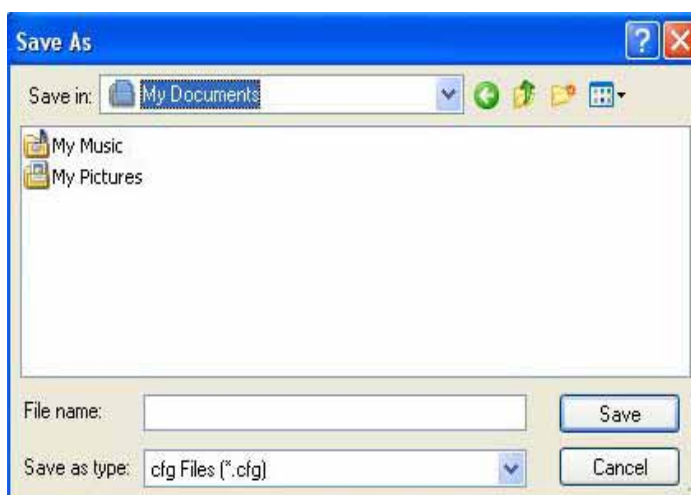 Save As
Save in: My Documents
My Music
My Pictures
File name:
Save
Save as type: cfg Files (*.cfg)
Cancel